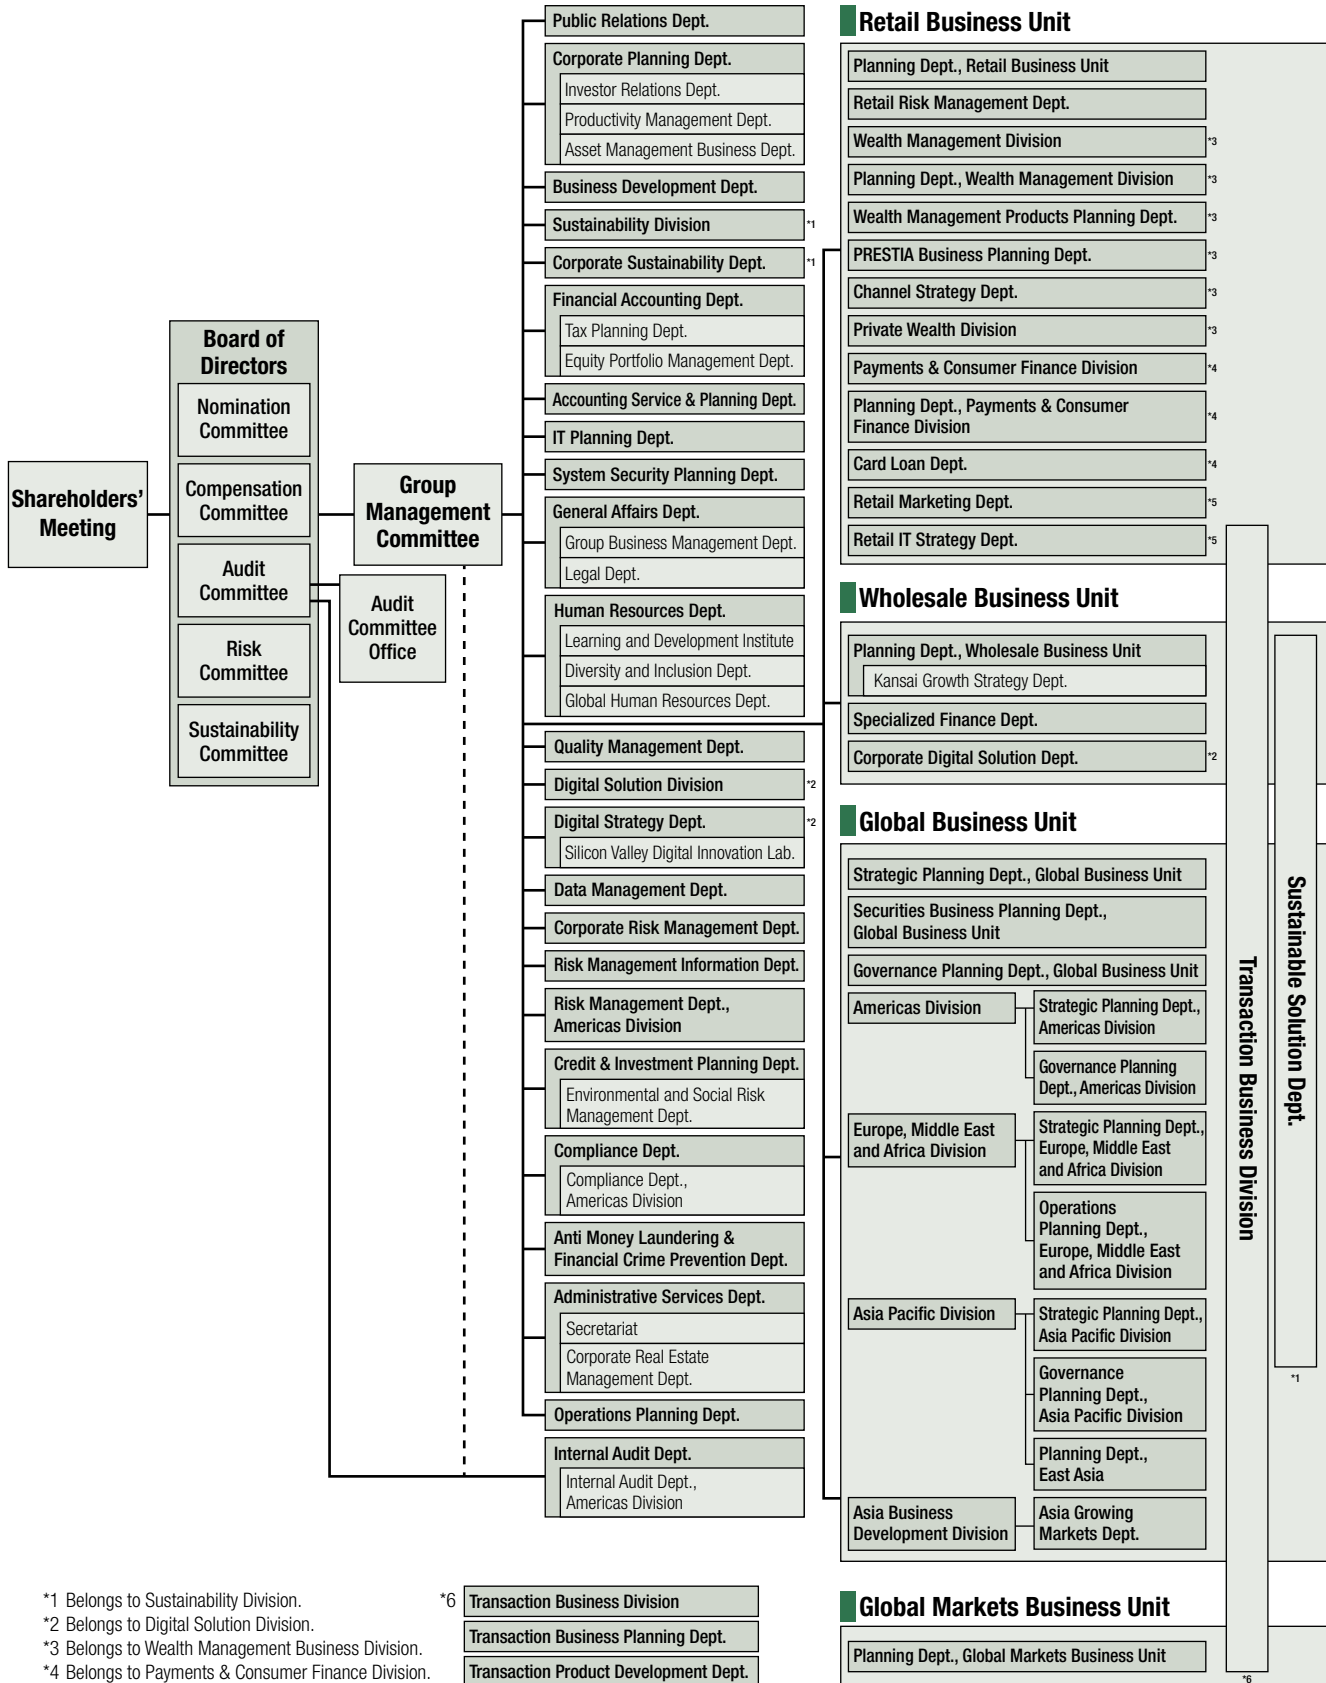 Shareholders'
Meeting
Board of
Directors
Nomination
Committee
Compensation
Committee
Audit
Committee
Risk
Committee
Sustainability
Committee
Group
Management
Committee
Audit
Committee
Office
Public Relations Dept.
Corporate Planning Dept.
Investor Relations Dept.
Productivity Management Dept.
Asset Management Business Dept.
Business Development Dept.
Sustainability Division *1
Corporate Sustainability Dept. *1
Financial Accounting Dept.
Tax Planning Dept.
Equity Portfolio Management Dept.
Accounting Service & Planning Dept.
IT Planning Dept.
System Security Planning Dept.
General Affairs Dept.
Group Business Management Dept.
Legal Dept.
Human Resources Dept.
Learning and Development Institute
Diversity and Inclusion Dept.
Global Human Resources Dept.
Quality Management Dept.
Digital Solution Division *2
Digital Strategy Dept. *2
Silicon Valley Digital Innovation Lab.
Data Management Dept.
Corporate Risk Management Dept.
Risk Management Information Dept.
Risk Management Dept.,
Americas Division
Credit & Investment Planning Dept.
Environmental and Social Risk
Management Dept.
Compliance Dept.
Compliance Dept.,
Americas Division
Anti Money Laundering &
Financial Crime Prevention Dept.
Administrative Services Dept.
Secretariat
Corporate Real Estate
Management Dept.
Operations Planning Dept.
Internal Audit Dept.
Internal Audit Dept.,
Americas Division
Retail Business Unit
Planning Dept., Retail Business Unit
Retail Risk Management Dept.
Wealth Management Division *3
Planning Dept., Wealth Management Division *3
Wealth Management Products Planning Dept. *3
PRESTIA Business Planning Dept. *3
Channel Strategy Dept. *3
Private Wealth Division *3
Payments & Consumer Finance Division *4
Planning Dept., Payments & Consumer
Finance Division *4
Card Loan Dept. *4
Retail Marketing Dept. *5
Retail IT Strategy Dept. *5
Wholesale Business Unit
Planning Dept., Wholesale Business Unit
Kansai Growth Strategy Dept.
Specialized Finance Dept.
Corporate Digital Solution Dept. *2
Global Business Unit
Strategic Planning Dept., Global Business Unit
Securities Business Planning Dept.,
Global Business Unit
Governance Planning Dept., Global Business Unit
Americas Division
Strategic Planning Dept.,
Americas Division
Governance Planning
Dept., Americas Division
Europe, Middle East
and Africa Division
Strategic Planning Dept.,
Europe, Middle East
and Africa Division
Operations
Planning Dept.,
Europe, Middle East
and Africa Division
Asia Pacific Division
Strategic Planning Dept.,
Asia Pacific Division
Governance
Planning Dept.,
Asia Pacific Division
Planning Dept.,
East Asia
Asia Business
Development Division
Asia Growing
Markets Dept.
Global Markets Business Unit
Planning Dept., Global Markets Business Unit
Transaction Business Division
*6
Sustainable Solution Dept.
*1
*1 Belongs to Sustainability Division.
*2 Belongs to Digital Solution Division.
*3 Belongs to Wealth Management Business Division.
*4 Belongs to Payments & Consumer Finance Division.
*6 Transaction Business Division
Transaction Business Planning Dept.
Transaction Product Development Dept.